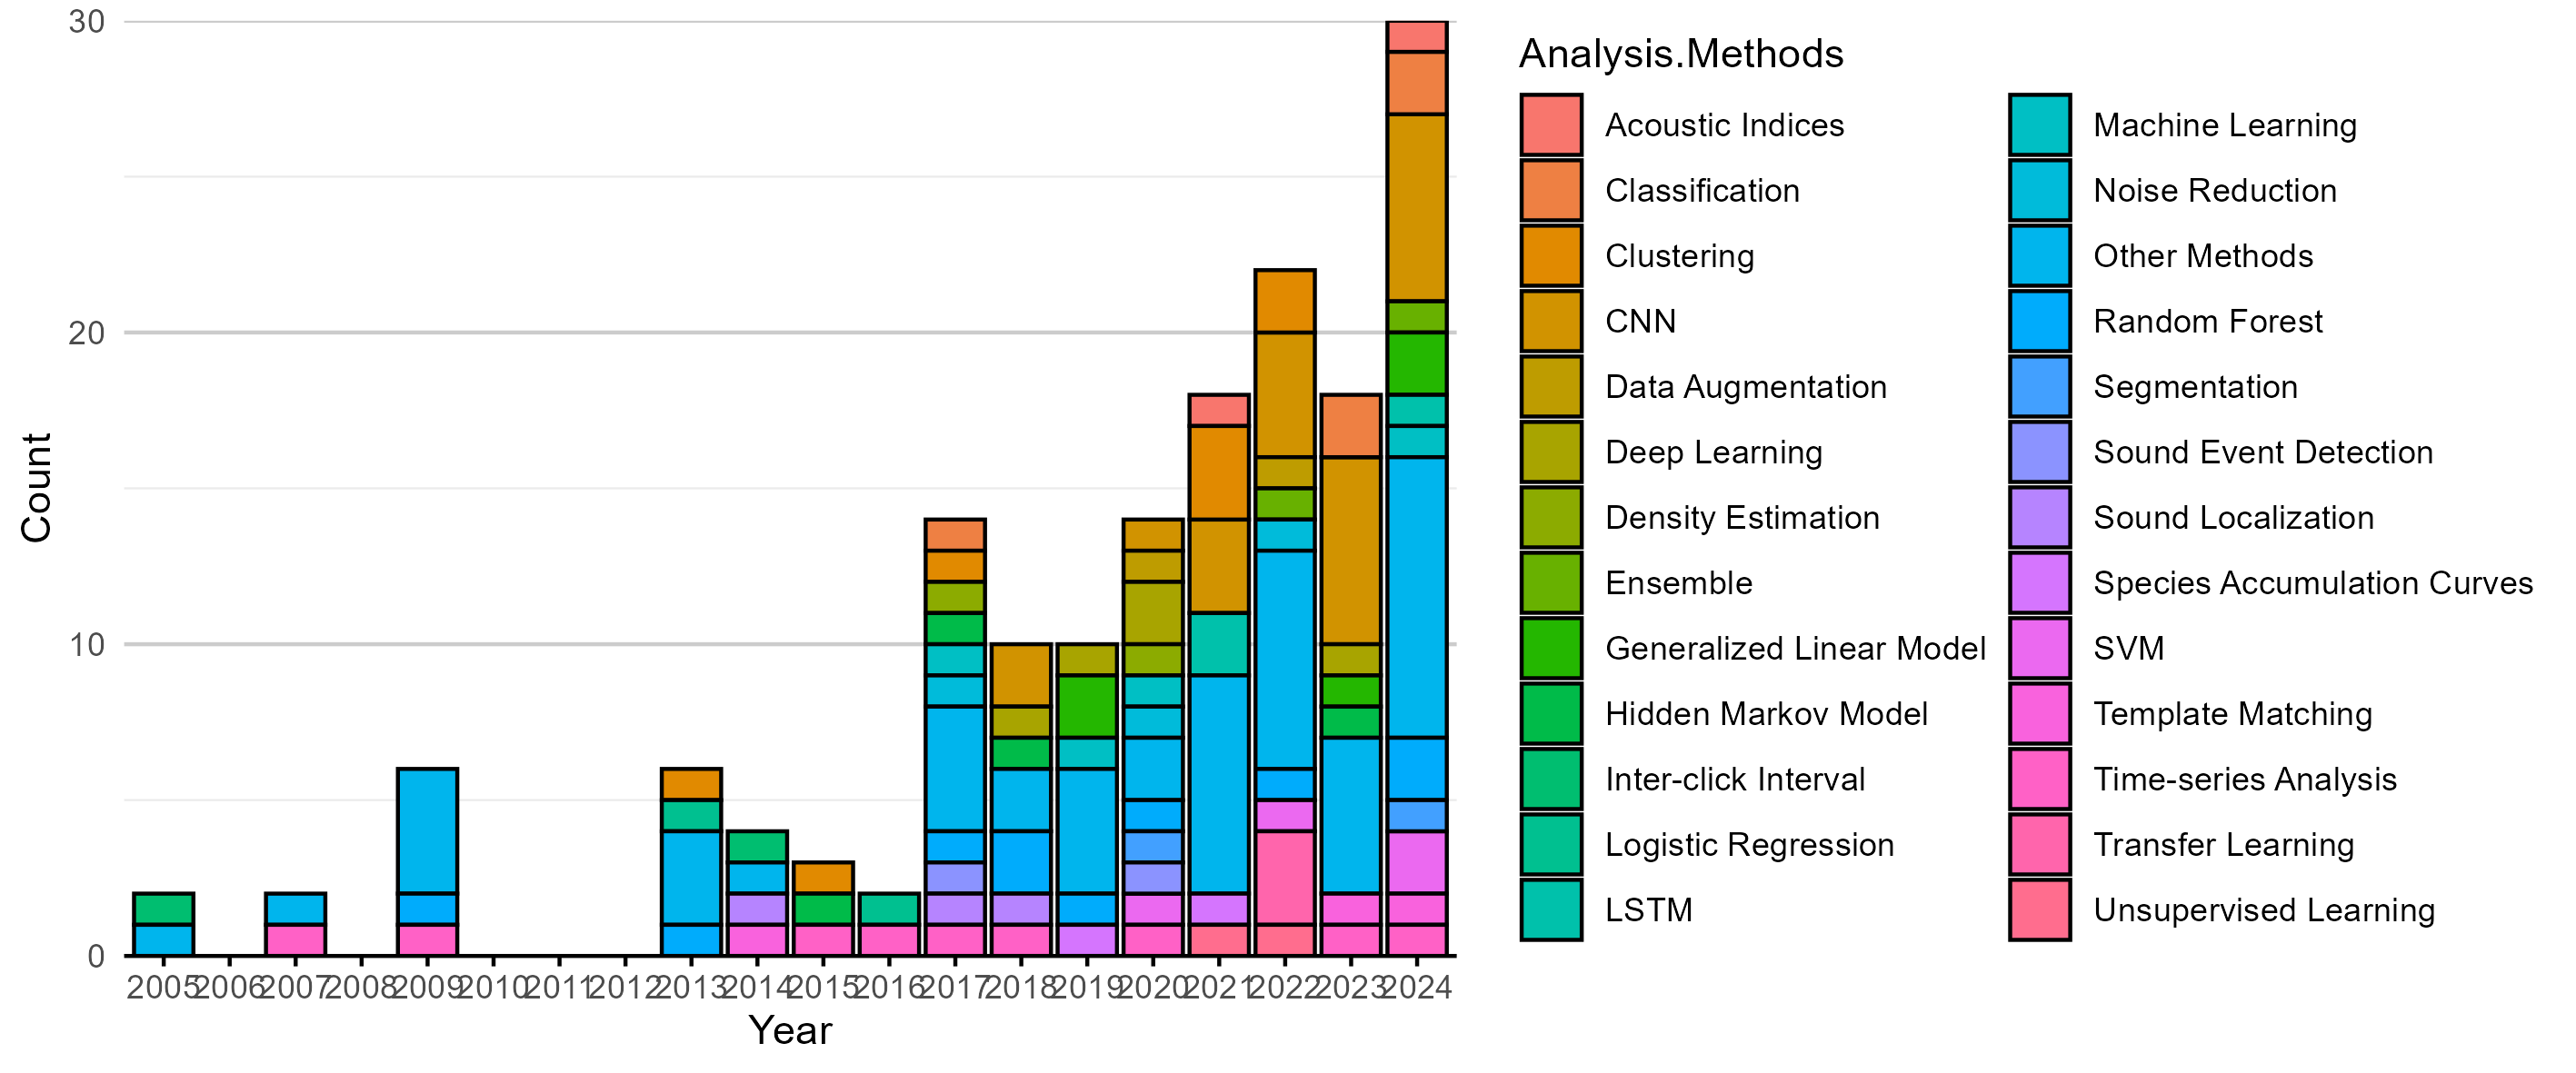 30
20
10
0
Count
2005 2006 2007 2008 2009 2010 2011 2012 2013 2014 2015 2016 2017 2018 2019 2020 2021 2022 2023 2024
Year
Analysis.Methods
Acoustic Indices
Classification
Clustering
CNN
Data Augmentation
Deep Learning
Density Estimation
Ensemble
Generalized Linear Model
Hidden Markov Model
Inter-click Interval
Logistic Regression
LSTM
Machine Learning
Noise Reduction
Other Methods
Random Forest
Segmentation
Sound Event Detection
Sound Localization
Species Accumulation Curves
SVM
Template Matching
Time-series Analysis
Transfer Learning
Unsupervised Learning